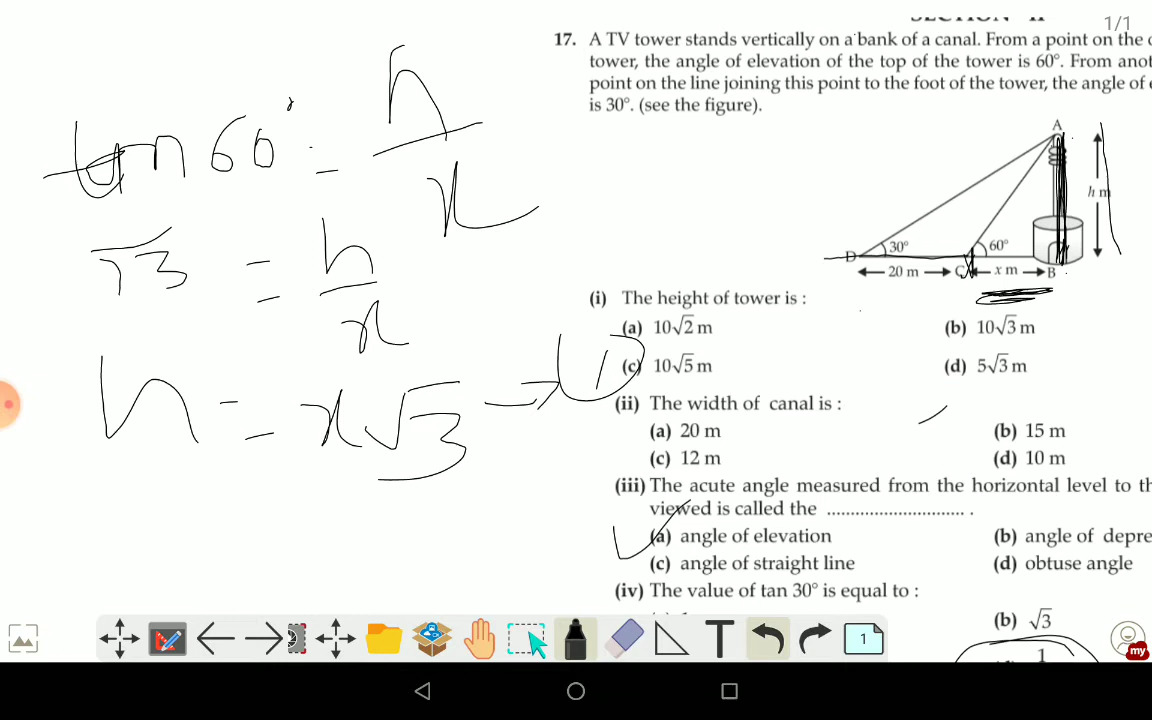 SECTION - II
1/1
17. A TV tower stands vertically on a bank of a canal. From a point on the
tower, the angle of elevation of the top of the tower is 60°. From
point on the line joining this point to the foot of the tower, the angle of
is 30°. (see the figure).
A
h m
30°
60°
D
20 m
C
x m
B
(i) The height of tower is :
(a) 10√2 m
(b) 10√3 m
(c) 10√5 m
(d) 5√3 m
(ii) The width of canal is :
(a) 20 m
(b) 15 m
(c) 12 m
(d) 10 m
(iii) The acute angle measured from the horizontal level to
viewed is called the ............................ .
(a) angle of elevation
(b) angle of
(c) angle of straight line
(d) obtuse angle
(iv) The value of tan 30° is equal to :
(b) √3
1
tan 60° = h/x
√3 = h/x
h = x√3 → (1)
T
1
my